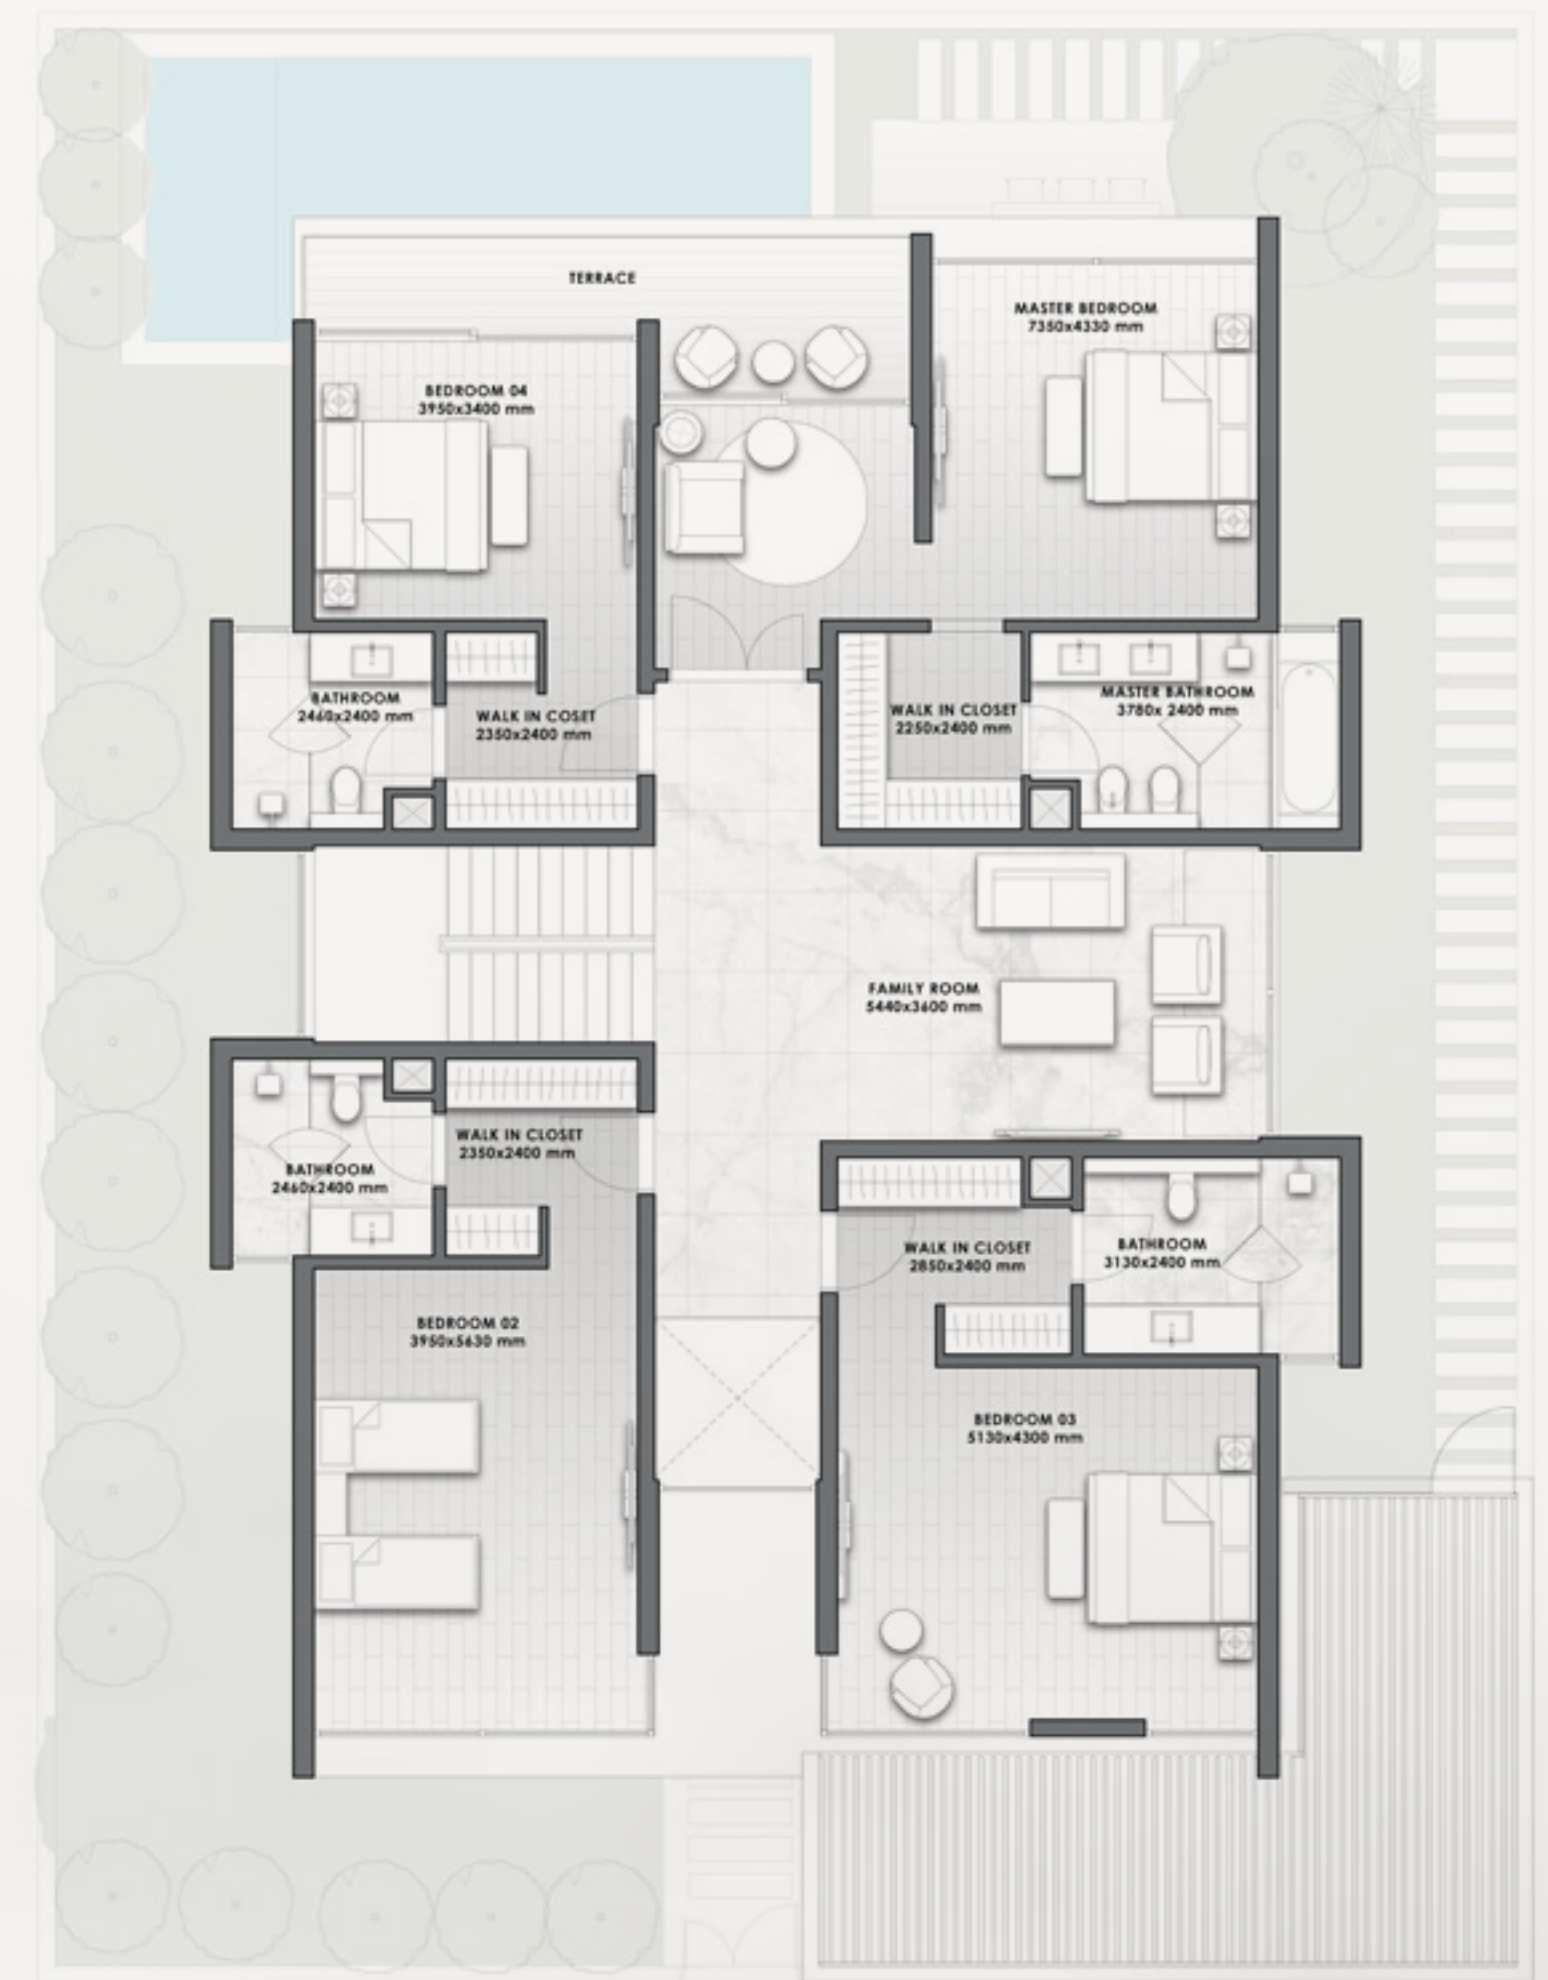 TERRACE
MASTER BEDROOM
7350x4330 mm
BEDROOM 04
3950x3400 mm
BATHROOM
2460x2400 mm
WALK IN COSET
2350x2400 mm
WALK IN CLOSET
2250x2400 mm
MASTER BATHROOM
3780x 2400 mm
FAMILY ROOM
5440x3600 mm
WALK IN CLOSET
2350x2400 mm
BATHROOM
2460x2400 mm
WALK IN CLOSET
2850x2400 mm
BATHROOM
3130x2400 mm
BEDROOM 02
3950x5630 mm
BEDROOM 03
5130x4300 mm